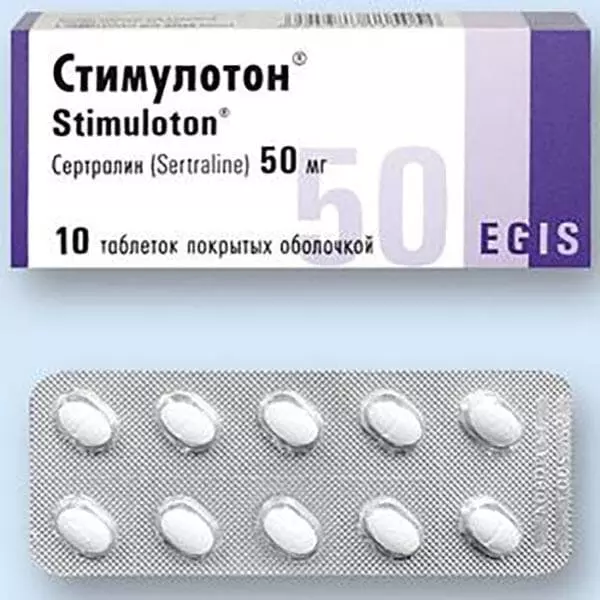 Стимулотон®
Stimuloton®
Сертралин (Sertraline) 50 мг
50
10 таблеток покрытых оболочкой
EGIS